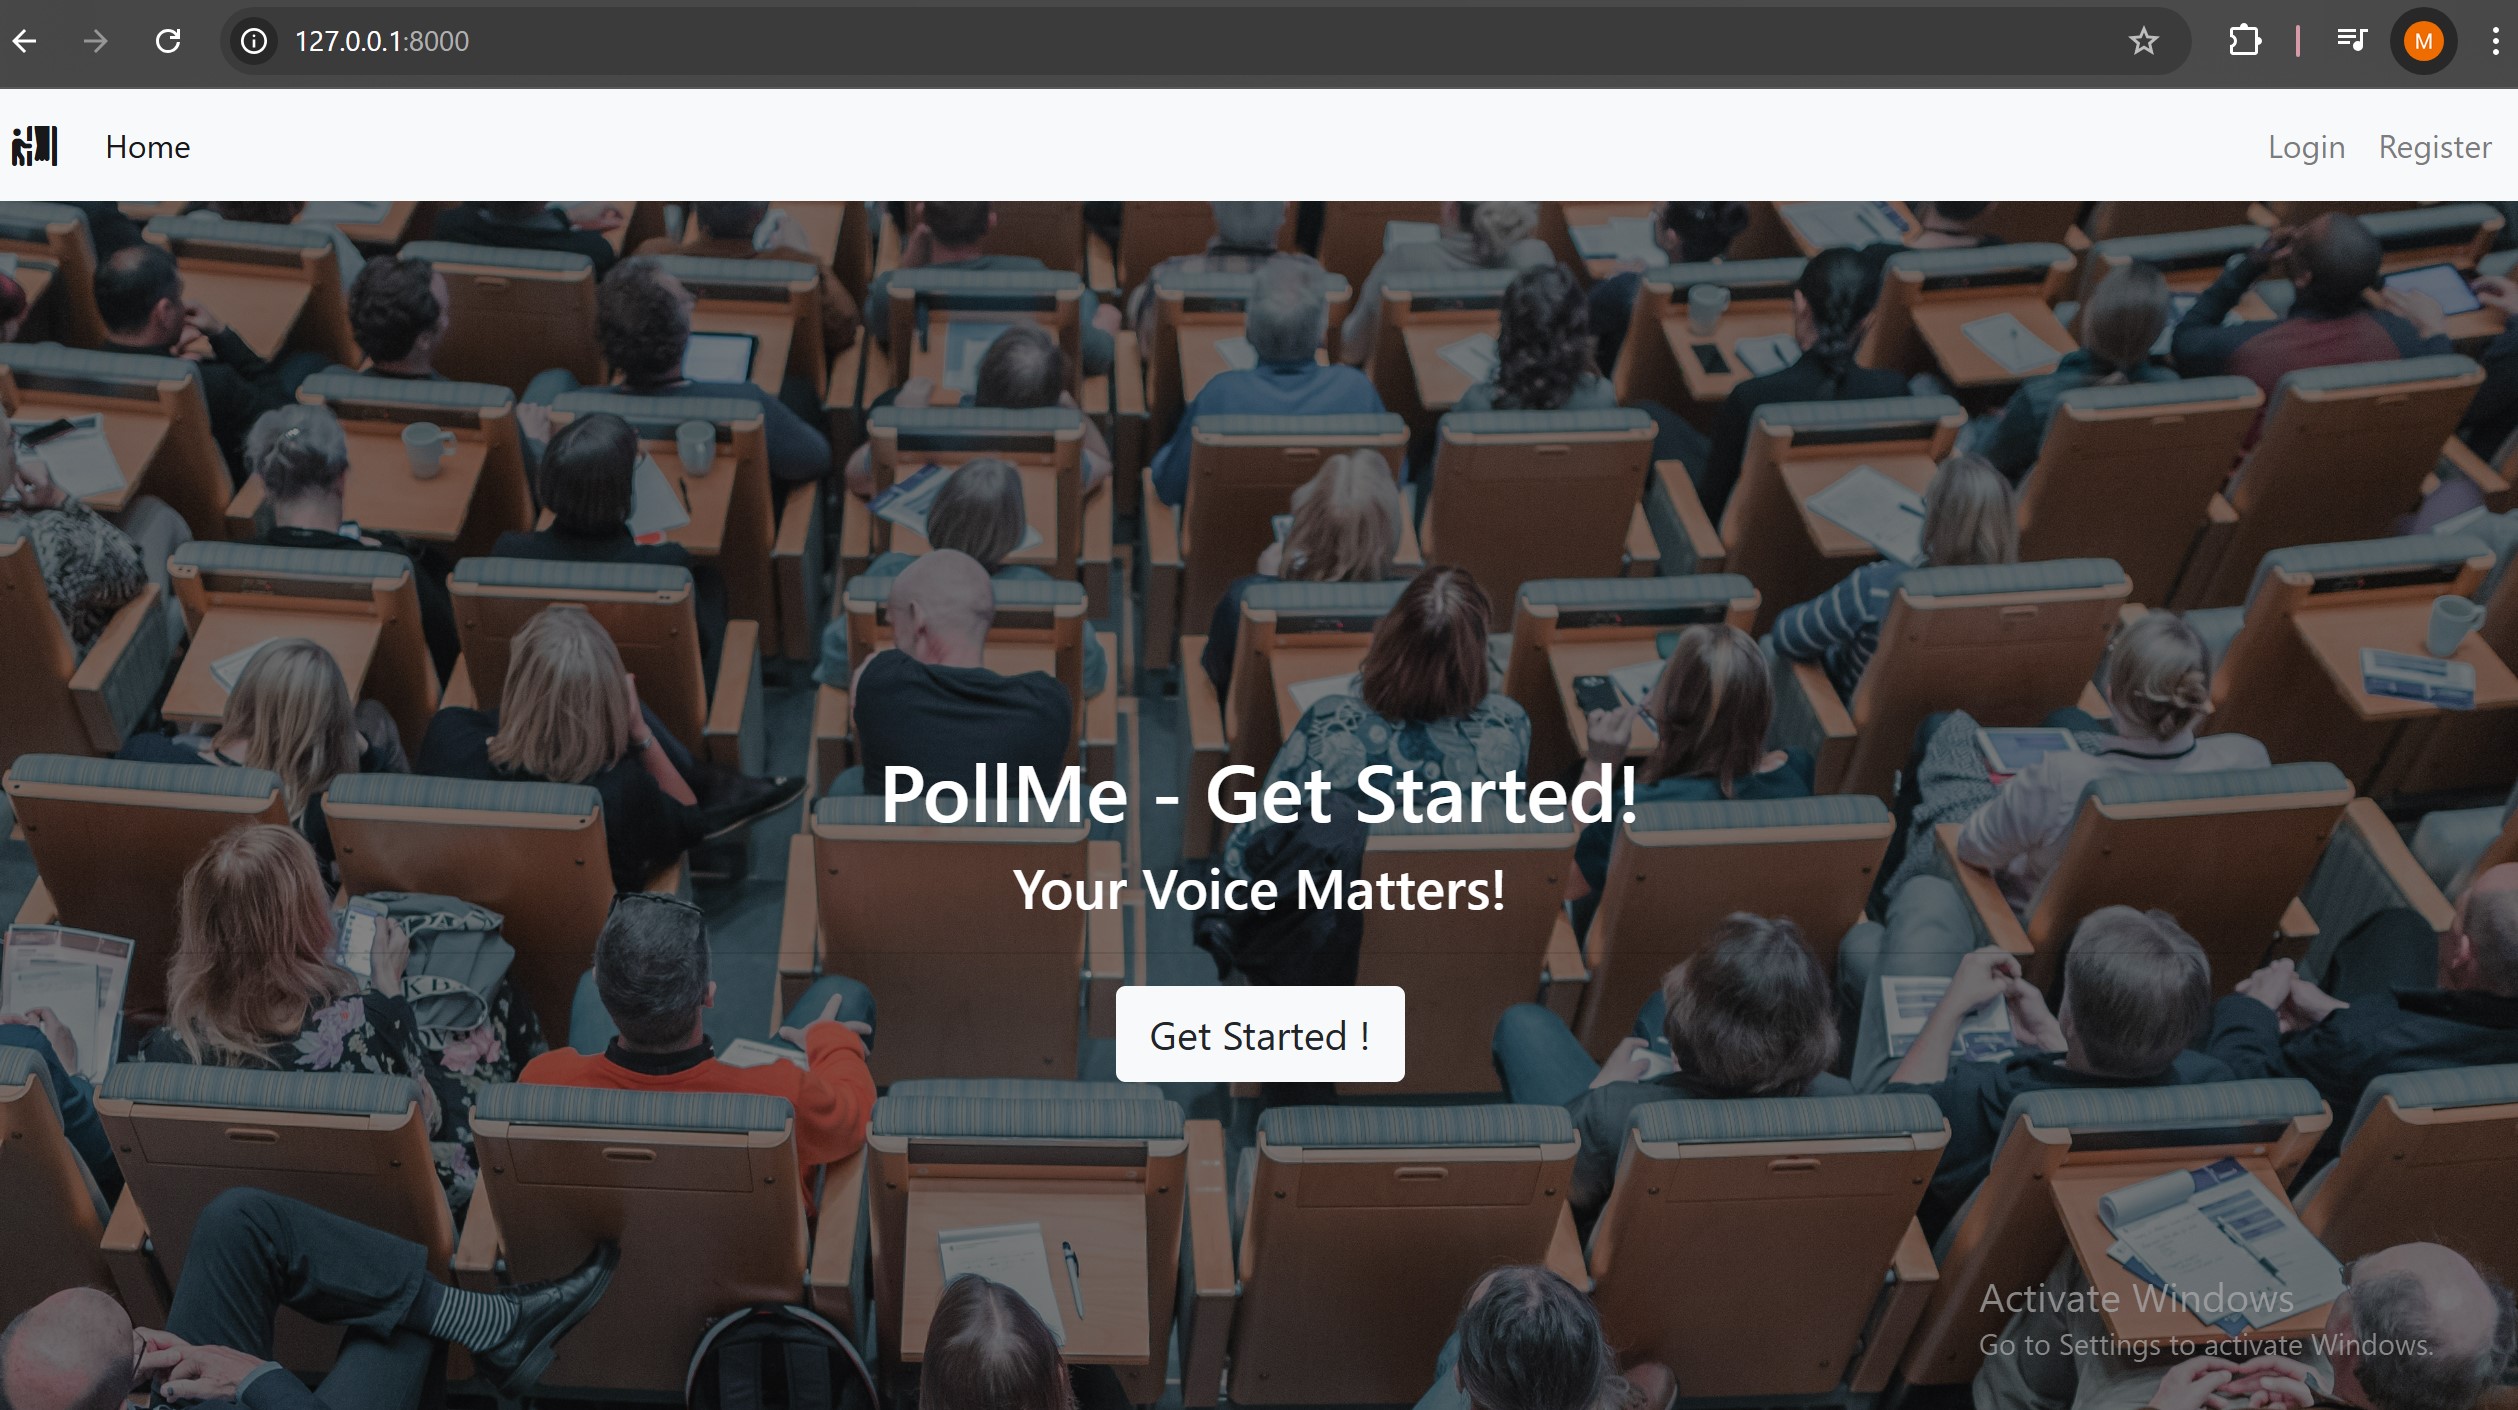 127.0.0.1:8000
M
Home
Login Register
PollMe - Get Started!
Your Voice Matters!
Get Started !
Activate Windows
Go to Settings to activate Windows.